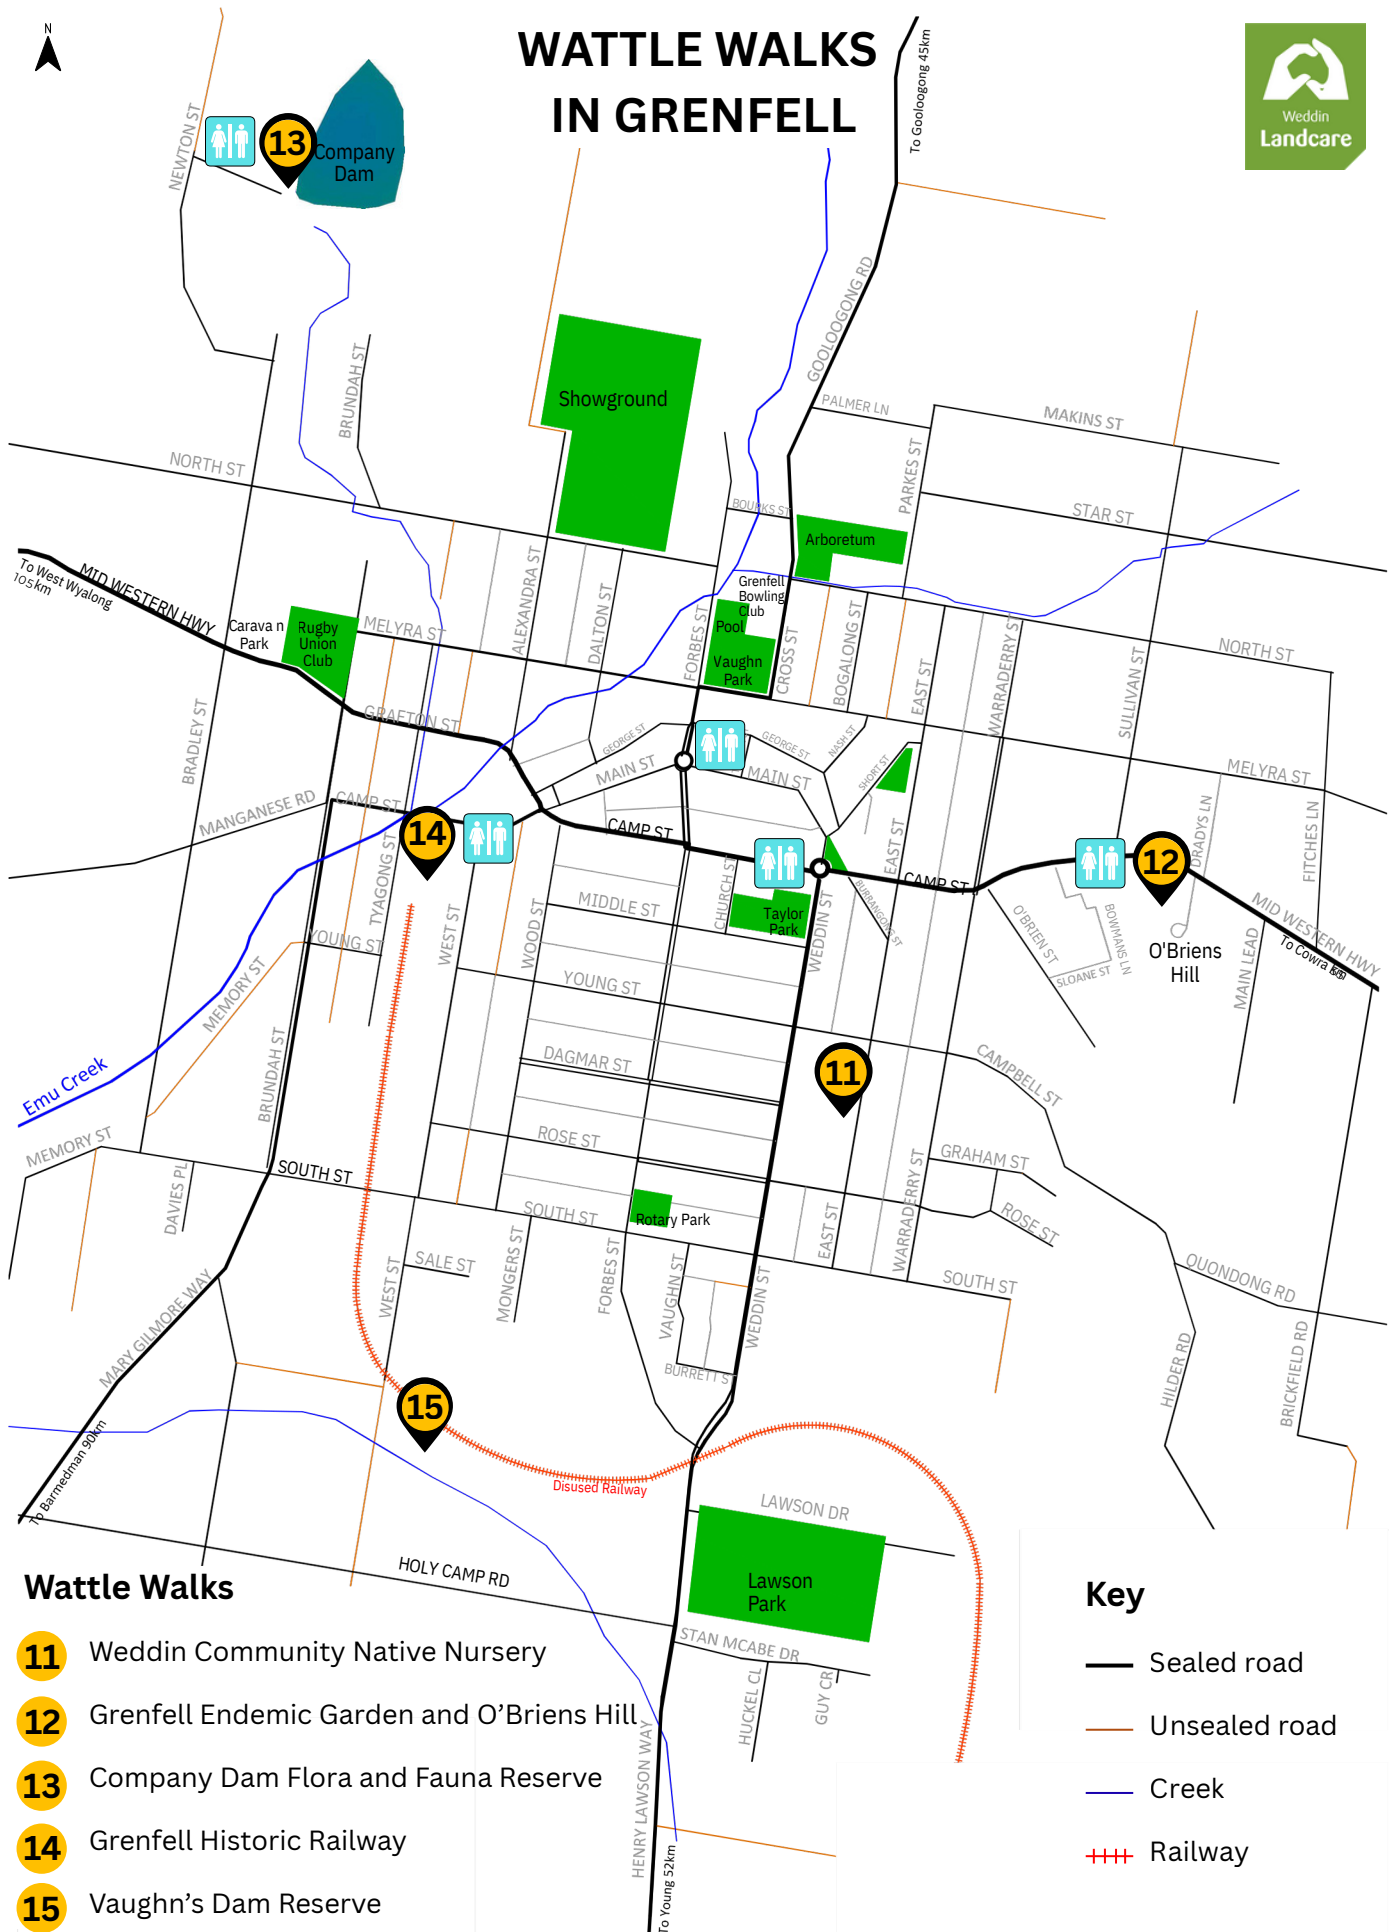 N
WATTLE WALKS
IN GRENFELL
To Gooloogong 45km
Weddin
Landcare
NEWTON ST
13
Company
Dam
GOOLOOGONG RD
BRUNDAH ST
Showground
PALMER LN
MAKINS ST
NORTH ST
PARKES ST
BOURKS ST
STAR ST
Arboretum
MID WESTERN HWY
To West Wyalong
105km
ALEXANDRA ST
DALTON ST
Grenfell
Bowling
Club
Pool
FORBES ST
Vaughn
Park
CROSS ST
BOGALONG ST
EAST ST
WARRADERRY ST
SULLIVAN ST
NORTH ST
Carava n
Park
Rugby
Union
Club
MELYRA ST
GRAFTON ST
BRADLEY ST
GEORGE ST
MAIN ST
GEORGE ST
NASH ST
MAIN ST
SHORT ST
MELYRA ST
MANGANESE RD
CAMP ST
14
CAMP ST
EAST ST
DRADYS LN
FITCHES LN
12
TYAGONG ST
CHURCH ST
CAMP ST
MIDDLE ST
Taylor
Park
WEDDIN ST
BURRANGONG ST
O'BRIEN ST
BOWMANS LN
SLOANE ST
O'Briens
Hill
MAIN LEAD
MID WESTERN HWY
To Cowra
WEST ST
WOOD ST
YOUNG ST
MEMORY ST
YOUNG ST
Emu Creek
BRUNDAH ST
DAGMAR ST
11
CAMPBELL ST
MEMORY ST
ROSE ST
GRAHAM ST
DAVIES PL
SOUTH ST
SOUTH ST
Rotary Park
EAST ST
WARRADERRY ST
ROSE ST
WEST ST
SALE ST
MONGERS ST
FORBES ST
VAUGHN ST
WEDDIN ST
SOUTH ST
QUONDONG RD
MARY GILMORE WAY
BURRETT ST
HILDER RD
BRICKFIELD RD
15
To Barmedman 90km
Disused Railway
LAWSON DR
HOLY CAMP RD
Lawson
Park
STAN MCABE DR
HUCKEL CL
GUY CR
HENRY LAWSON WAY
To Young 52km
Wattle Walks
11 Weddin Community Native Nursery
12 Grenfell Endemic Garden and O’Briens Hill
13 Company Dam Flora and Fauna Reserve
14 Grenfell Historic Railway
15 Vaughn’s Dam Reserve
Key
Sealed road
Unsealed road
Creek
Railway